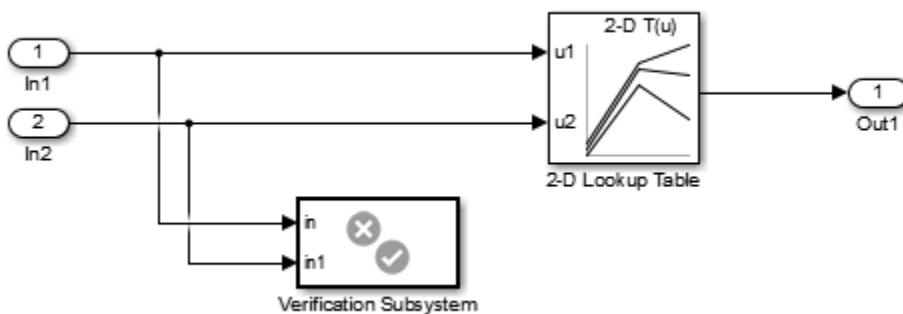 2-D T(u)
1
u1
In1
2
u2
In2
1
Out1
2-D Lookup Table
in
in1
Verification Subsystem